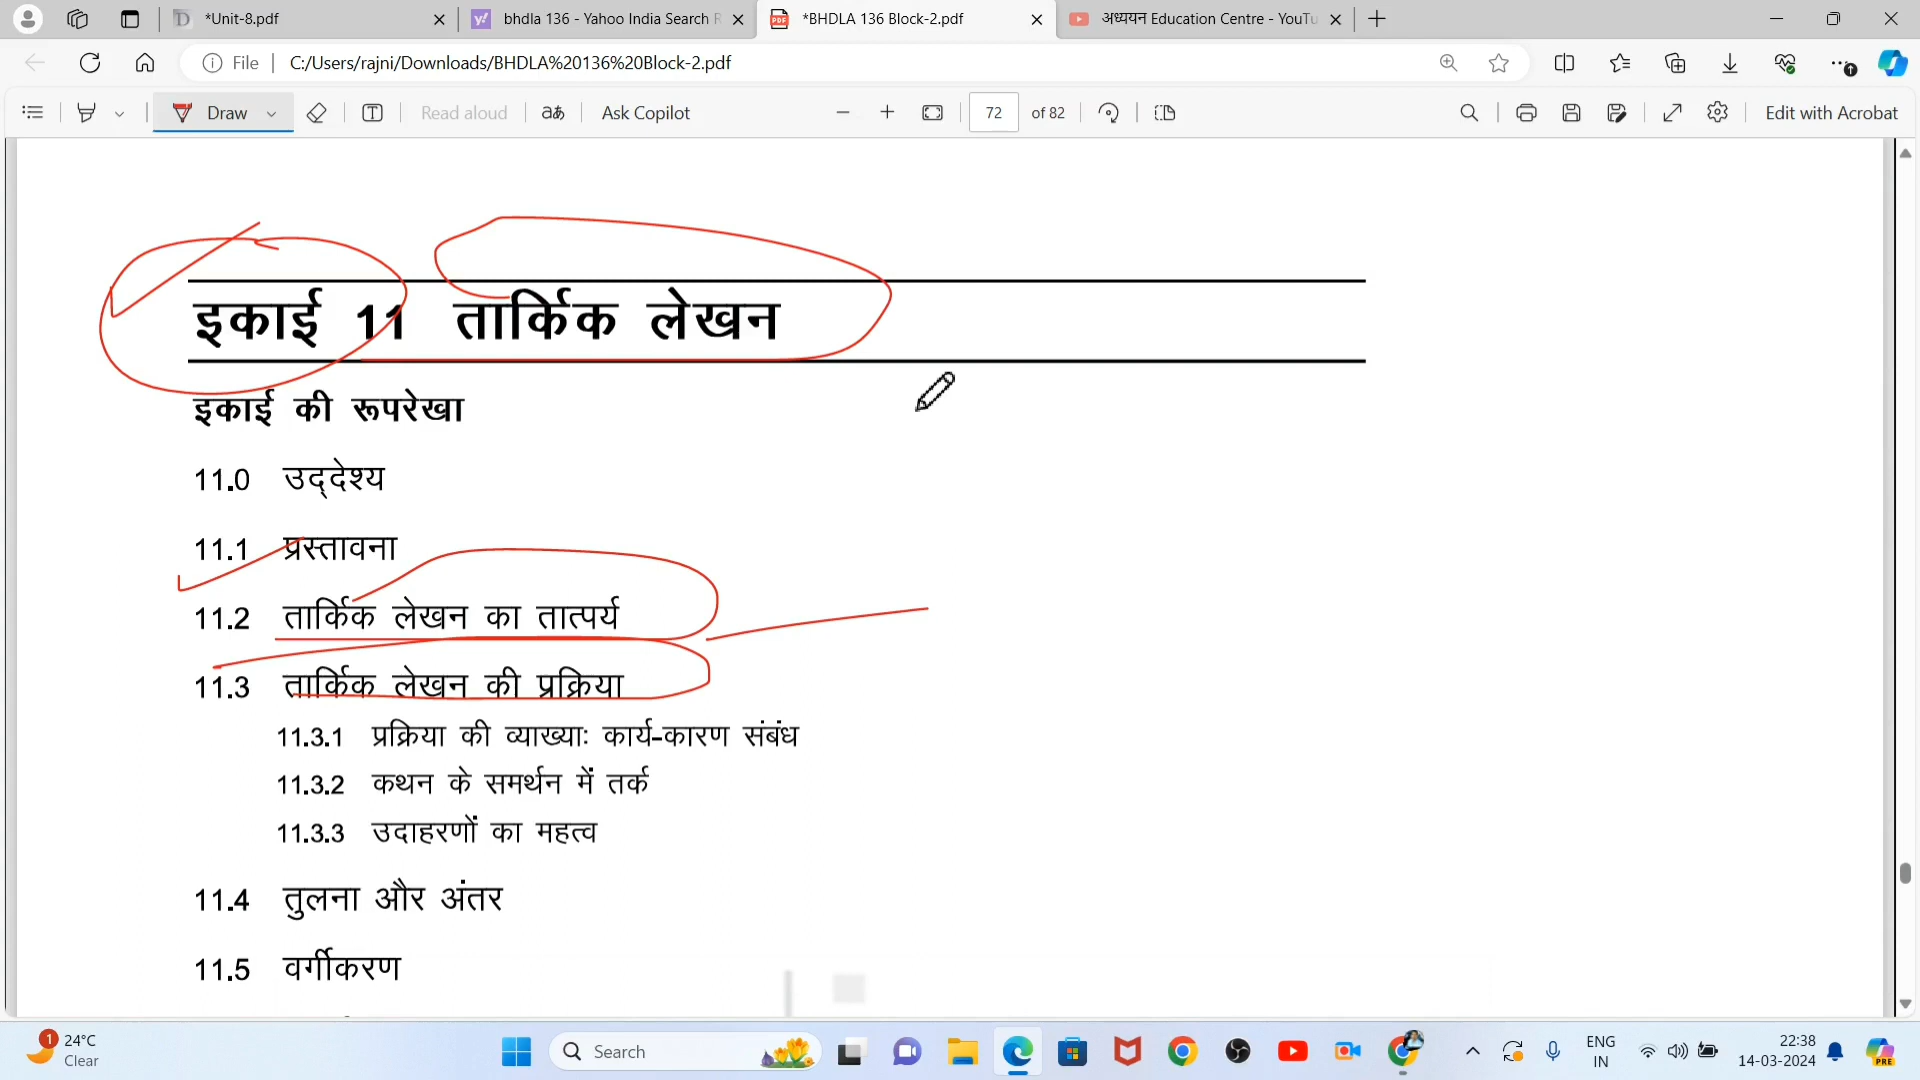 *Unit-8.pdf
bhdla 136 - Yahoo India Search R
*BHDLA 136 Block-2.pdf
अध्ययन Education Centre - YouTu
File
C:/Users/rajni/Downloads/BHDLA%20136%20Block-2.pdf
Draw
Read aloud
aあ
Ask Copilot
72
of 82
Edit with Acrobat
इकाई 11 तार्किक लेखन
इकाई की रूपरेखा
11.0 उद्देश्य
11.1 प्रस्तावना
11.2 तार्किक लेखन का तात्पर्य
11.3 तार्किक लेखन की प्रक्रिया
11.3.1 प्रक्रिया की व्याख्याः कार्य-कारण संबंध
11.3.2 कथन के समर्थन में तर्क
11.3.3 उदाहरणों का महत्व
11.4 तुलना और अंतर
11.5 वर्गीकरण
1
24°C
Clear
Search
ENG
IN
22:38
14-03-2024
PRE